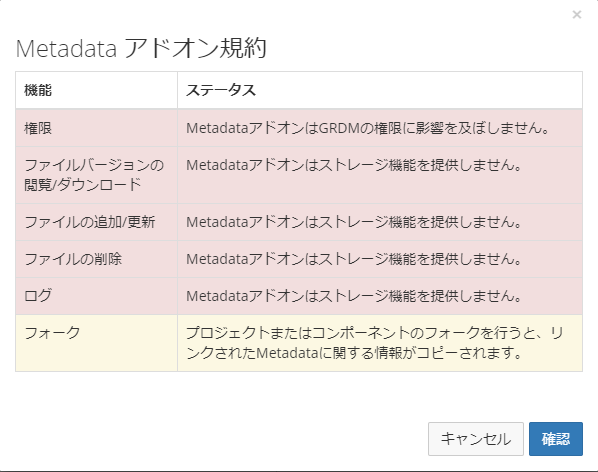 ×
Metadata アドオン規約
機能 ステータス
権限 MetadataアドオンはGRDMの権限に影響を及ぼしません。
ファイルバージョンの MetadataアドオンはストレージF機能を提供しません。
閲覧/ダウンロード
ファイルの追加/更新 Metadataアドオンはストレージ機能を提供しません。
ファイルの削除 Metadataアドオンはストレージ機能を提供しません。
ログ Metadataアドオンはストレージ機能を提供しません。
フォーク プロジェクトまたはコンポーネントのフォークを行うと、リ
ンクされたMetadataに関する情報がコピーされます。
キャンセル 確認